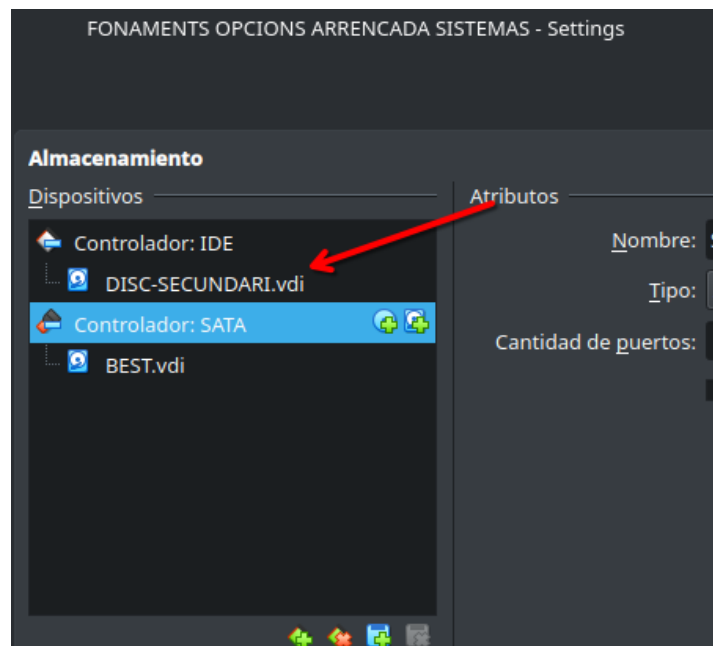 FONAMENTS OPCIONS ARRENCADA SISTEMAS - Settings
Almacenamiento
Dispositivos
Atributos
Controlador: IDE
Nombre:
DISC-SECUNDARI.vdi
Tipo:
Controlador: SATA
Cantidad de puertos:
BEST.vdi